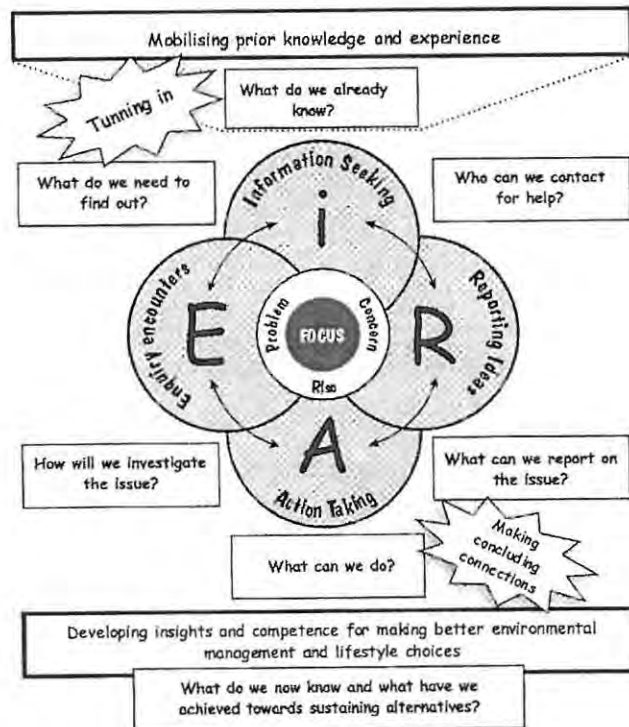 Mobilising prior knowledge and experience
Tunning in
What do we already
know?
What do we need to
find out?
Information Seeking
Who can we contact
for help?
i
Enquiry encounters
E
Problem
FOCUS
Concern
Riso
R
Reporting Ideas
A
Action Taking
How will we investigate
the issue?
What can we report on
the issue?
What can we do?
Making
concluding
connections
Developing insights and competence for making better environmental
management and lifestyle choices
What do we now know and what have we
achieved towards sustaining alternatives?